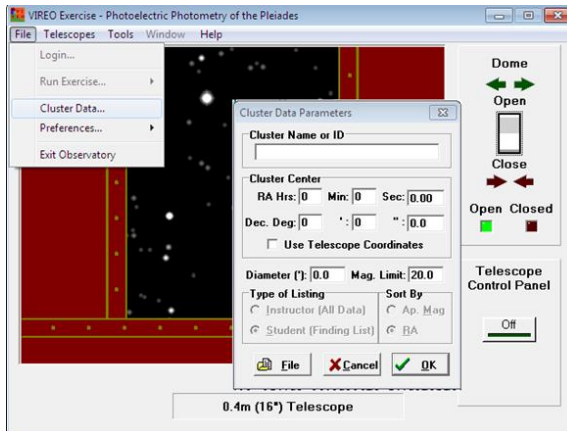 VIREO Exercise - Photoelectric Photometry of the Pleiades
File Telescopes Tools Window Help
Login...
Run Exercise...
Cluster Data...
Preferences...
Exit Observatory
Cluster Data Parameters
Cluster Name or ID
Cluster Center
RA Hrs: 0 Min: 0 Sec: 0.00
Dec. Deg: 0 ' : 0 " : 0.0
Use Telescope Coordinates
Diameter ('): 0.0 Mag. Limit: 20.0
Type of Listing
Instructor (All Data)
Student (Finding List)
Sort By
Ap. Mag
RA
File Cancel OK
0.4m (16") Telescope
Dome
Open
Close
Open Closed
Telescope
Control Panel
Off